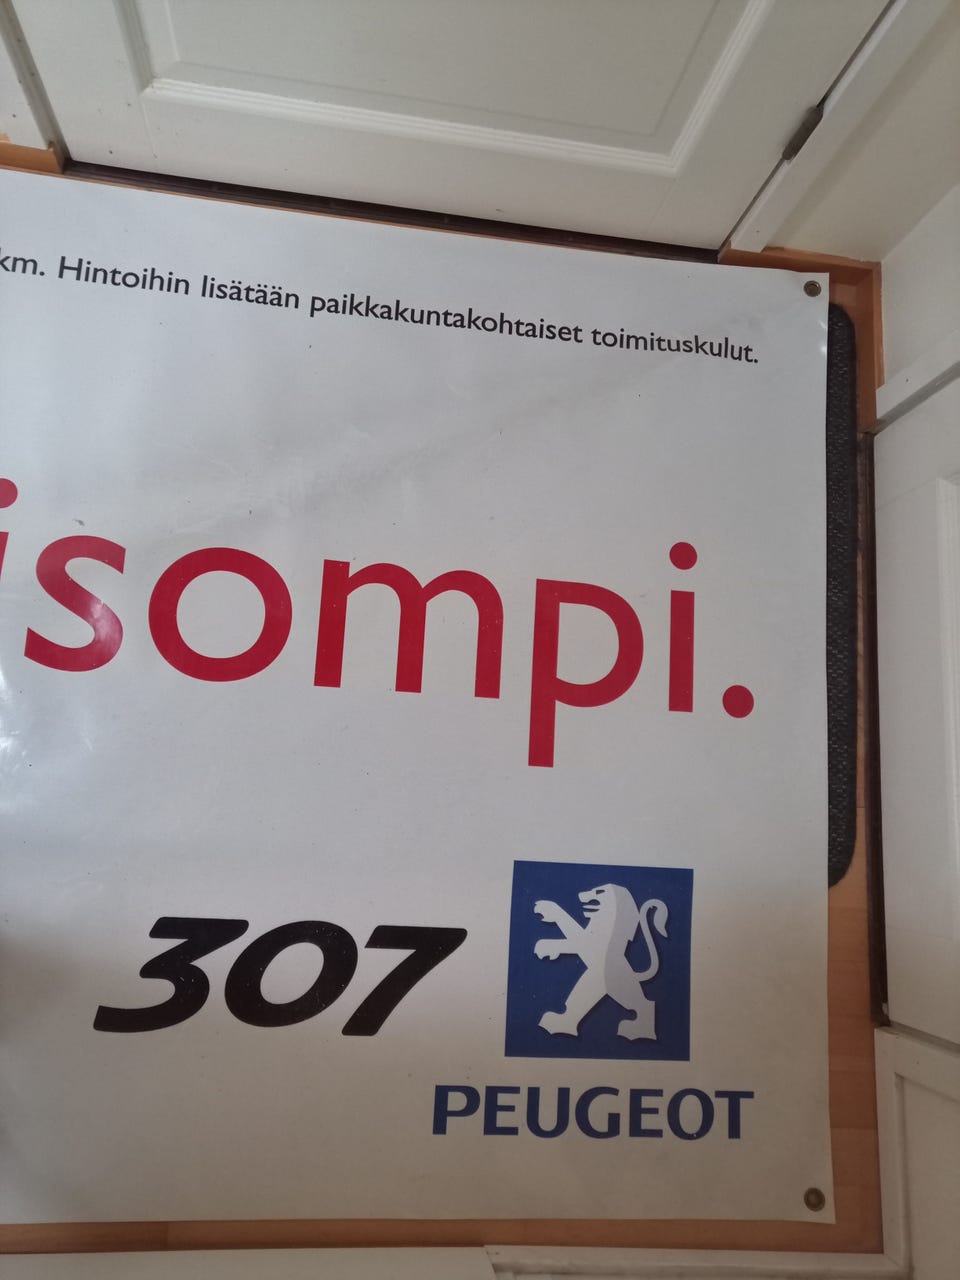 km. Hintoihin lisätään paikkakuntakohtaiset toimituskulut.
isompi.
307
PEUGEOT